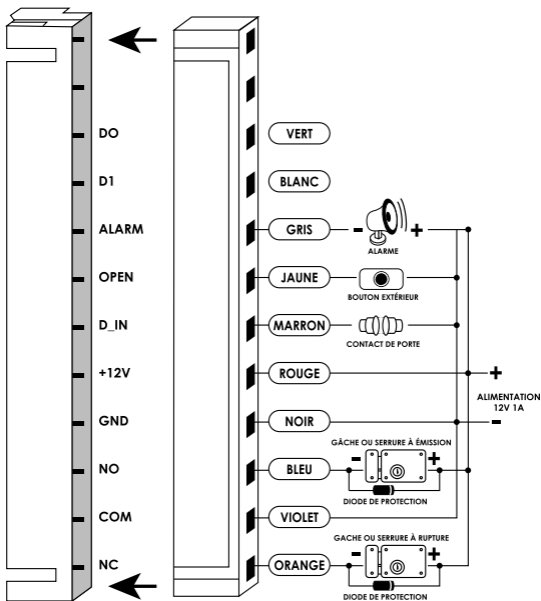 DO
VERT
D1
BLANC
ALARM
GRIS
-
+
ALARME
OPEN
JAUNE
BOUTON EXTÉRIEUR
D_IN
MARRON
CONTACT DE PORTE
+12V
ROUGE
+
ALIMENTATION
12V 1A
GND
NOIR
-
GÂCHE OU SERRURE À ÉMISSION
NO
BLEU
-
+
DIODE DE PROTECTION
COM
VIOLET
GACHE OU SERRURE À RUPTURE
NC
ORANGE
-
+
DIODE DE PROTECTION